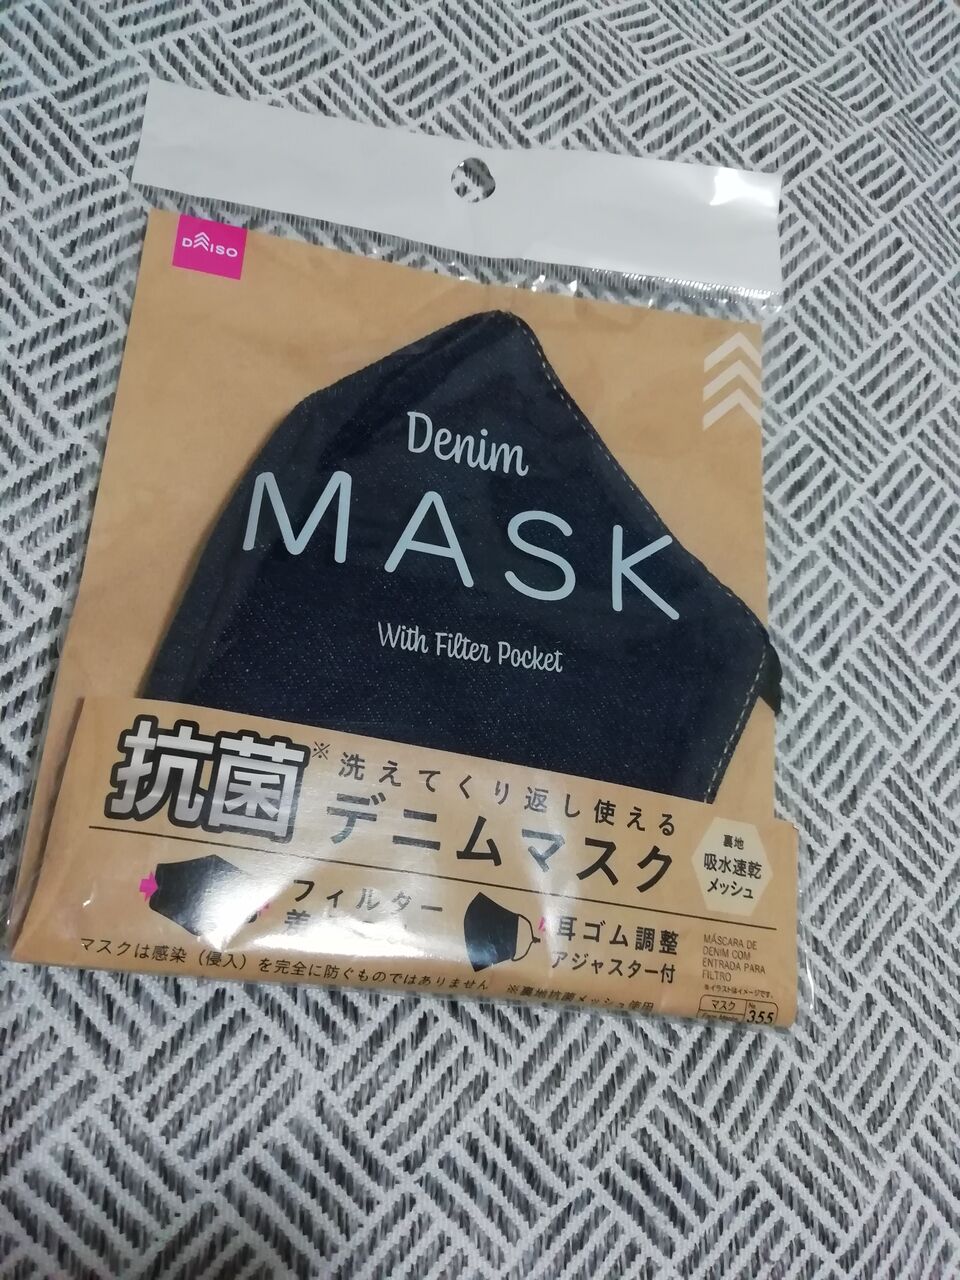 DAISO
Denim
MASK
With Filter Pocket
抗菌※
洗えてくり返し使える
デニムマスク
裏地
吸水速乾
メッシュ
フィルター
耳ゴム調整
アジャスター付
マスクは感染（侵入）を完全に防ぐものではありません
※裏地抗菌メッシュ使用
MÁSCARA DE
DENIM COM
ENTRADA PARA
FILTRO
※イラストはイメージです。
マスク
No.
355